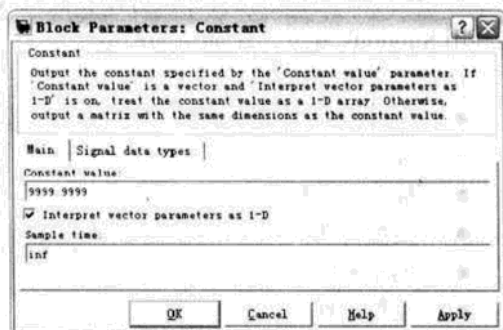 Block Parameters: Constant
Constant
Output the constant specified by the 'Constant value' parameter. If
'Constant value' is a vector and 'Interpret vector parameters as
1-D' is on, treat the constant value as a 1-D array. Otherwise,
output a matrix with the same dimensions as the constant value.
Main Signal data types
Constant value:
9999.9999
Interpret vector parameters as 1-D
Sample time:
inf
OK Cancel Help Apply